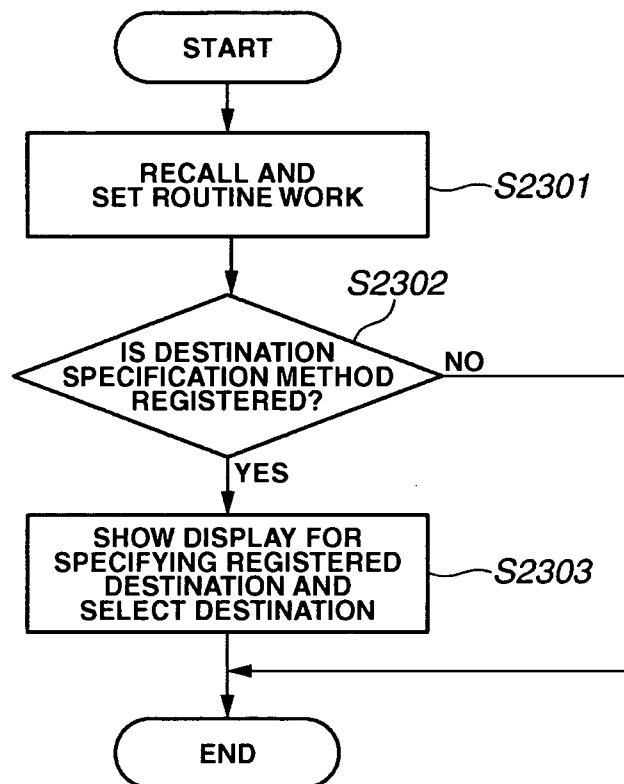 START
RECALL AND
SET ROUTINE WORK
S2301
S2302
IS DESTINATION
SPECIFICATION METHOD
REGISTERED?
NO
YES
SHOW DISPLAY FOR
SPECIFYING REGISTERED
DESTINATION AND
SELECT DESTINATION
S2303
END